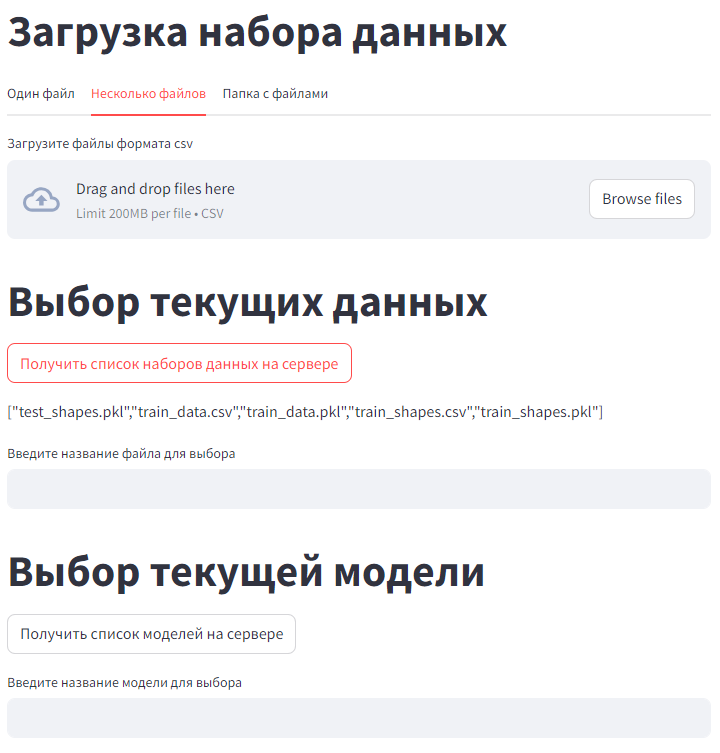 Загрузка набора данных
Один файл Несколько файлов Папка с файлами
Загрузите файлы формата csv
Drag and drop files here
Limit 200MB per file • CSV
Browse files
Выбор текущих данных
Получить список наборов данных на сервере
["test_shapes.pkl","train_data.csv","train_data.pkl","train_shapes.csv","train_shapes.pkl"]
Введите название файла для выбора
Выбор текущей модели
Получить список моделей на сервере
Введите название модели для выбора